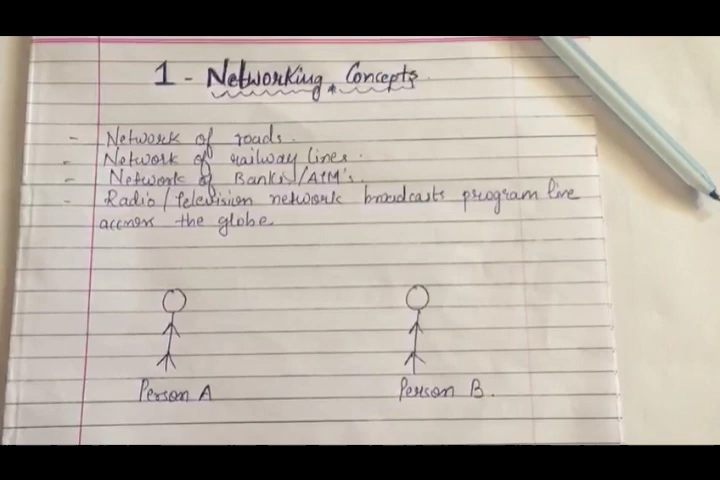 1 - Networking Concepts.
- Network of roads.
- Network of railway lines.
- Network of Banks/ATM's.
- Radio/Television network broadcasts program live
accross the globe.
Person A
Person B.